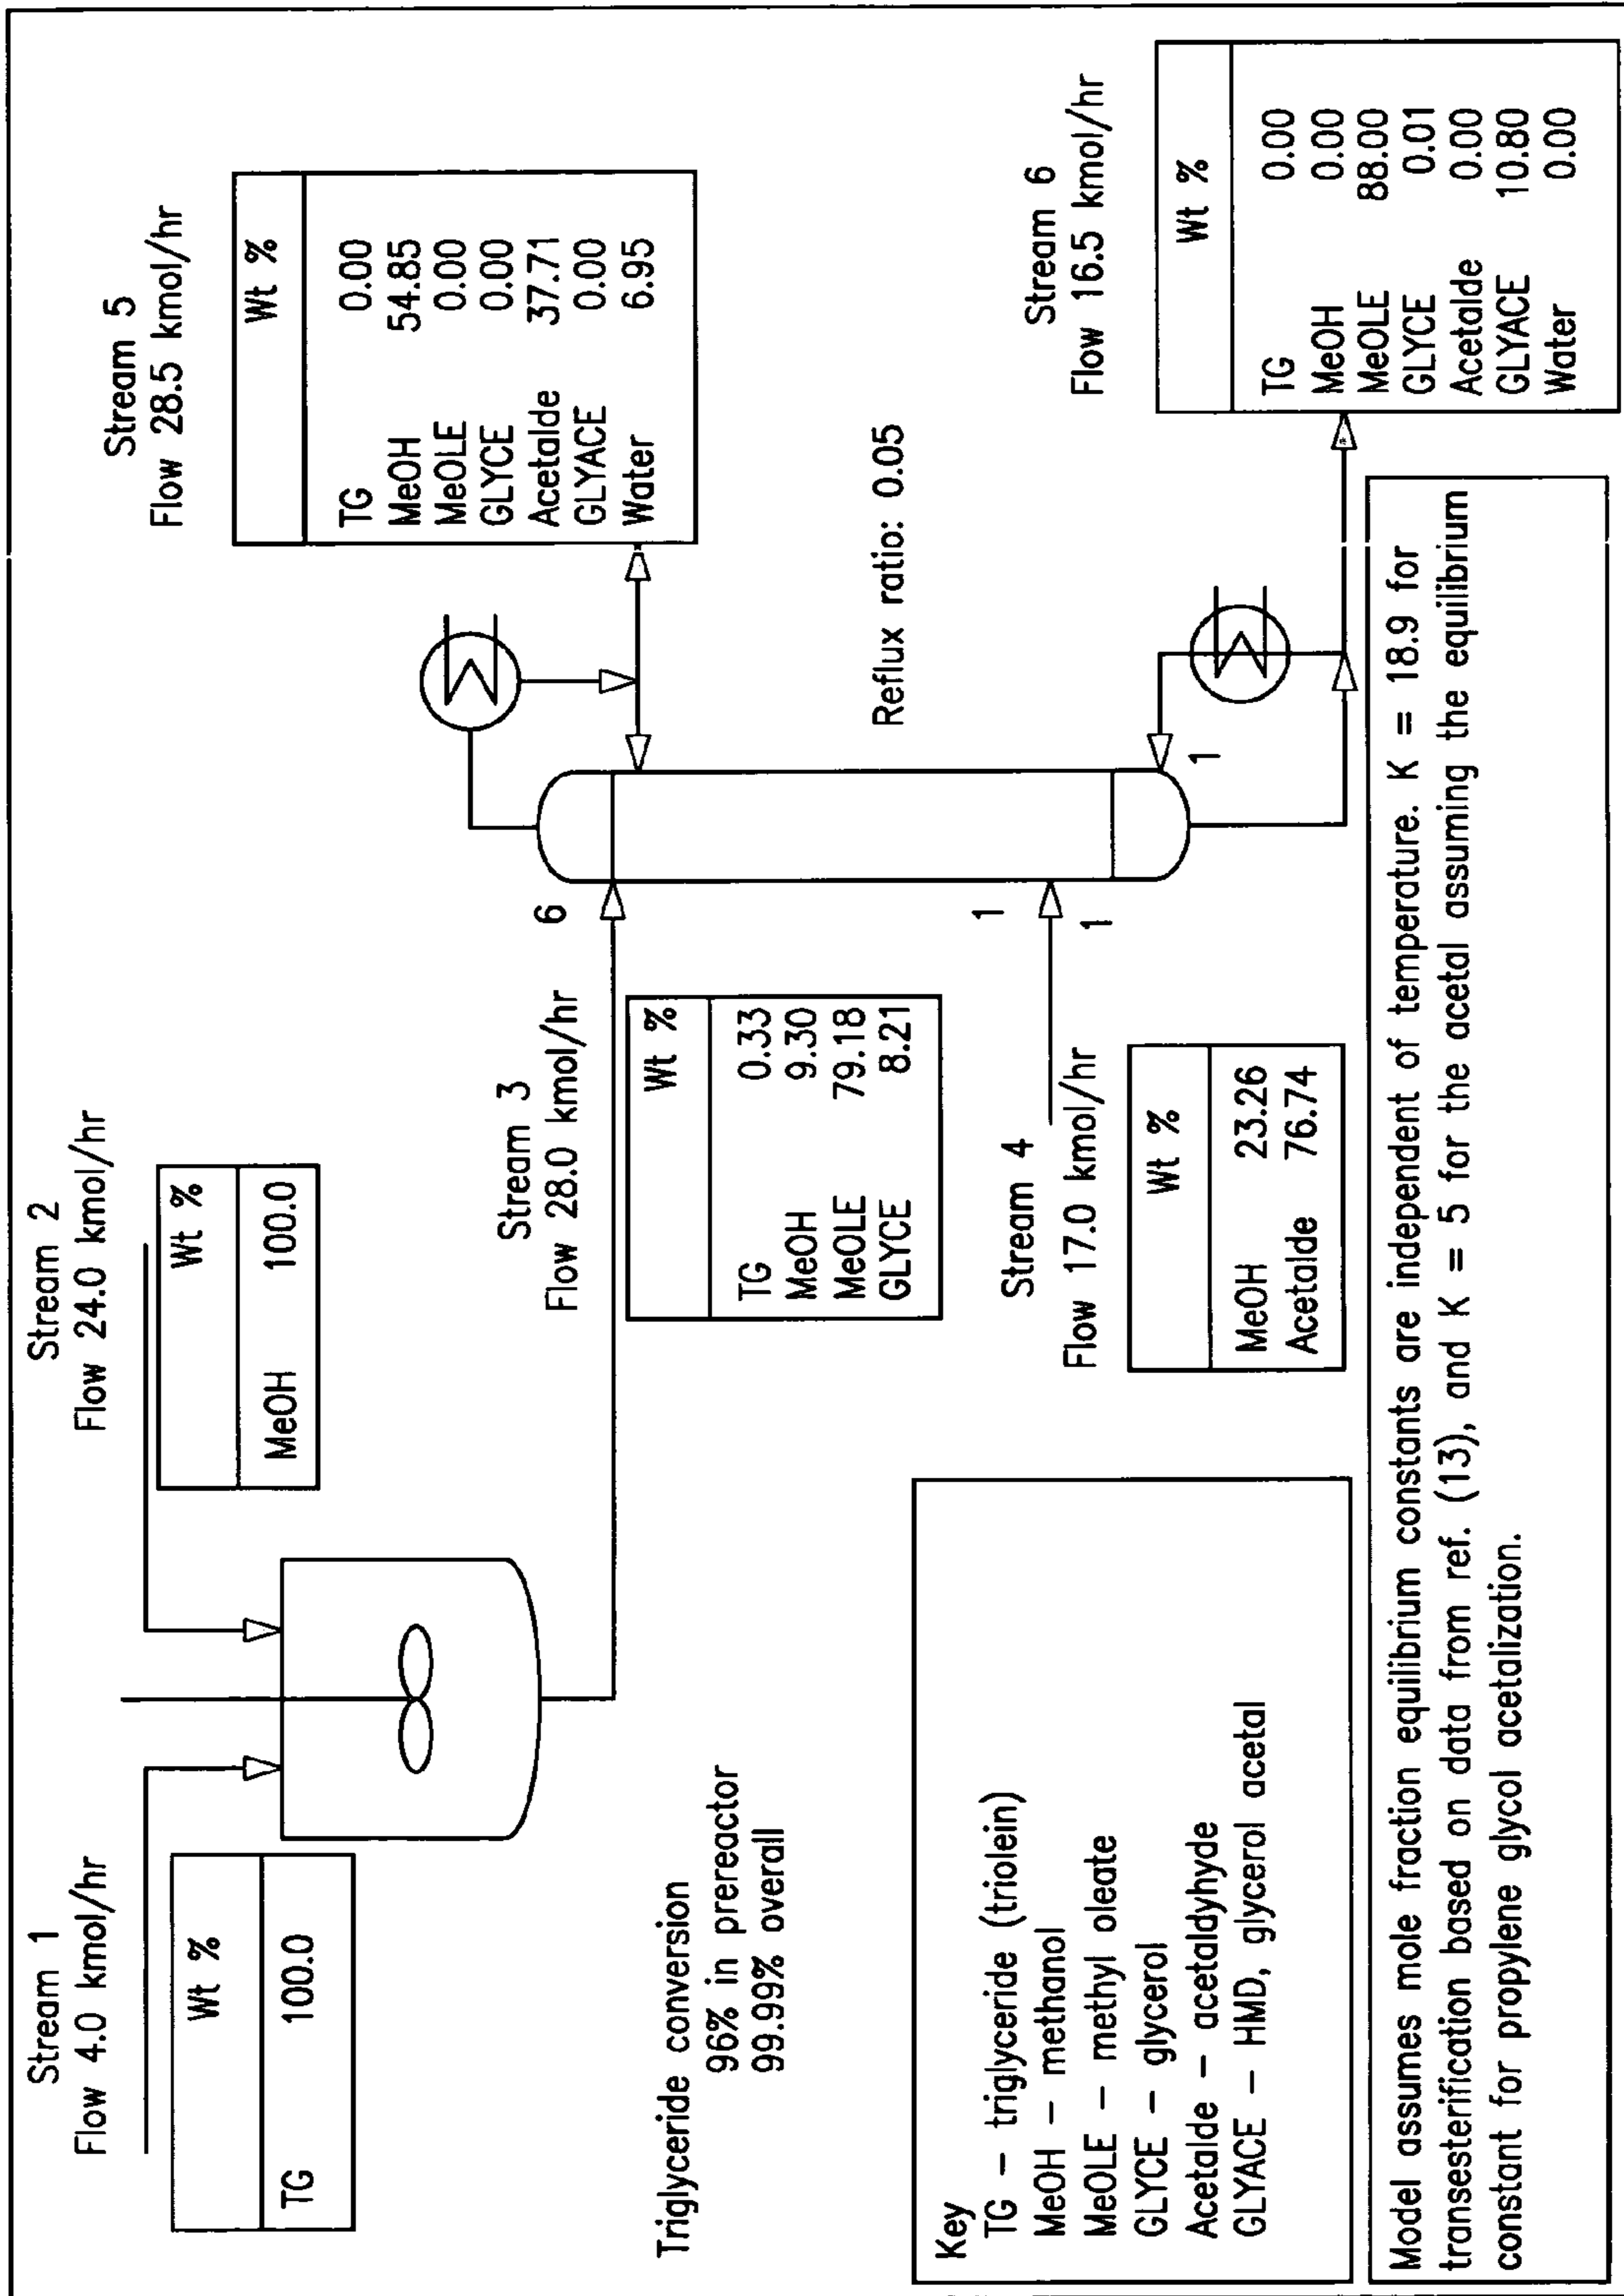 Stream 1
Flow 4.0 kmol/hr
Wt %
TG 100.0
Stream 2
Flow 24.0 kmol/hr
Wt %
MeOH 100.0
Triglyceride conversion
96% in prereactor
99.99% overall
Stream 3
Flow 28.0 kmol/hr
Wt %
TG 0.33
MeOH 9.30
MeOLE 79.18
GLYCE 8.21
6
Stream 4
Flow 17.0 kmol/hr
Wt %
MeOH 23.26
Acetalde 76.74
1
1
Stream 5
Flow 28.5 kmol/hr
Wt %
TG 0.00
MeOH 54.85
MeOLE 0.00
GLYCE 0.00
Acetalde 37.71
GLYACE 0.00
Water 6.95
Reflux ratio: 0.05
1
Stream 6
Flow 16.5 kmol/hr
Wt %
TG 0.00
MeOH 0.00
MeOLE 88.00
GLYCE 0.01
Acetalde 0.00
GLYACE 10.80
Water 0.00
Key
TG – triglyceride (triolein)
MeOH – methanol
MeOLE – methyl oleate
GLYCE – glycerol
Acetalde – acetaldyhyde
GLYACE – HMD, glycerol acetal
Model assumes mole fraction equilibrium constants are independent of temperature. K = 18.9 for
transesterification based on data from ref. (13), and K = 5 for the acetal assuming the equilibrium
constant for propylene glycol acetalization.